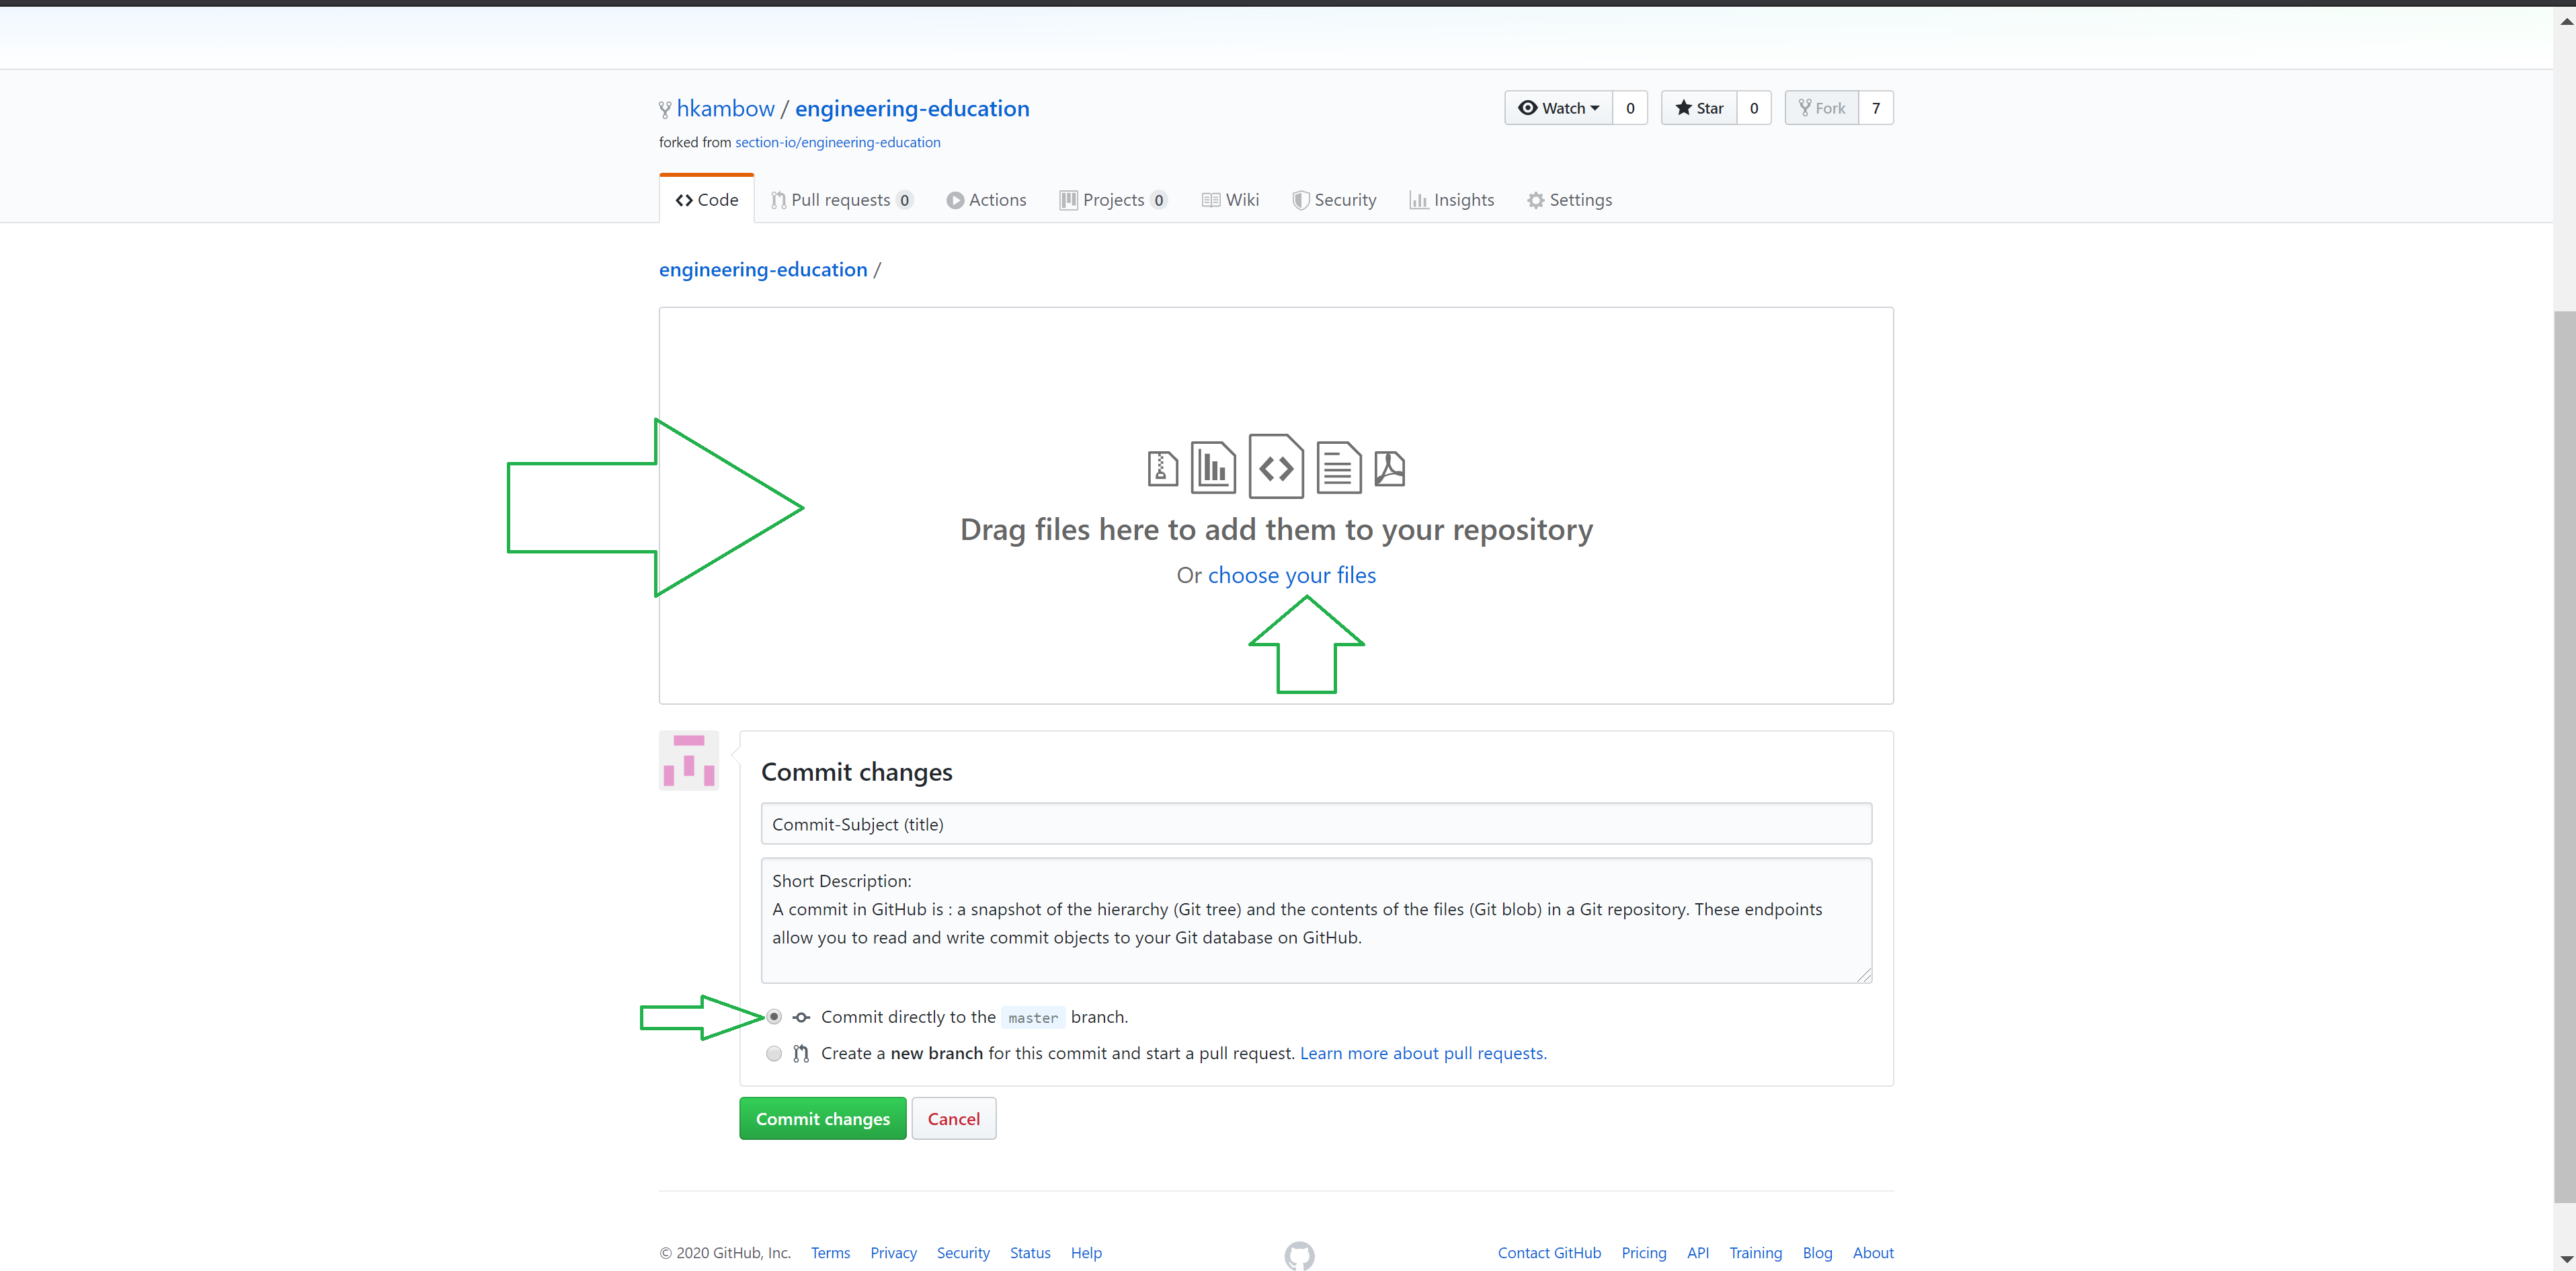 hkambow / engineering-education
Watch 0 Star 0 Fork 7
forked from section-io/engineering-education
Code Pull requests 0 Actions Projects 0 Wiki Security Insights Settings
engineering-education /
Drag files here to add them to your repository
Or choose your files
Commit changes
Commit-Subject (title)
Short Description:
A commit in GitHub is : a snapshot of the hierarchy (Git tree) and the contents of the files (Git blob) in a Git repository. These endpoints
allow you to read and write commit objects to your Git database on GitHub.
Commit directly to the master branch.
Create a new branch for this commit and start a pull request. Learn more about pull requests.
Commit changes Cancel
© 2020 GitHub, Inc. Terms Privacy Security Status Help Contact GitHub Pricing API Training Blog About